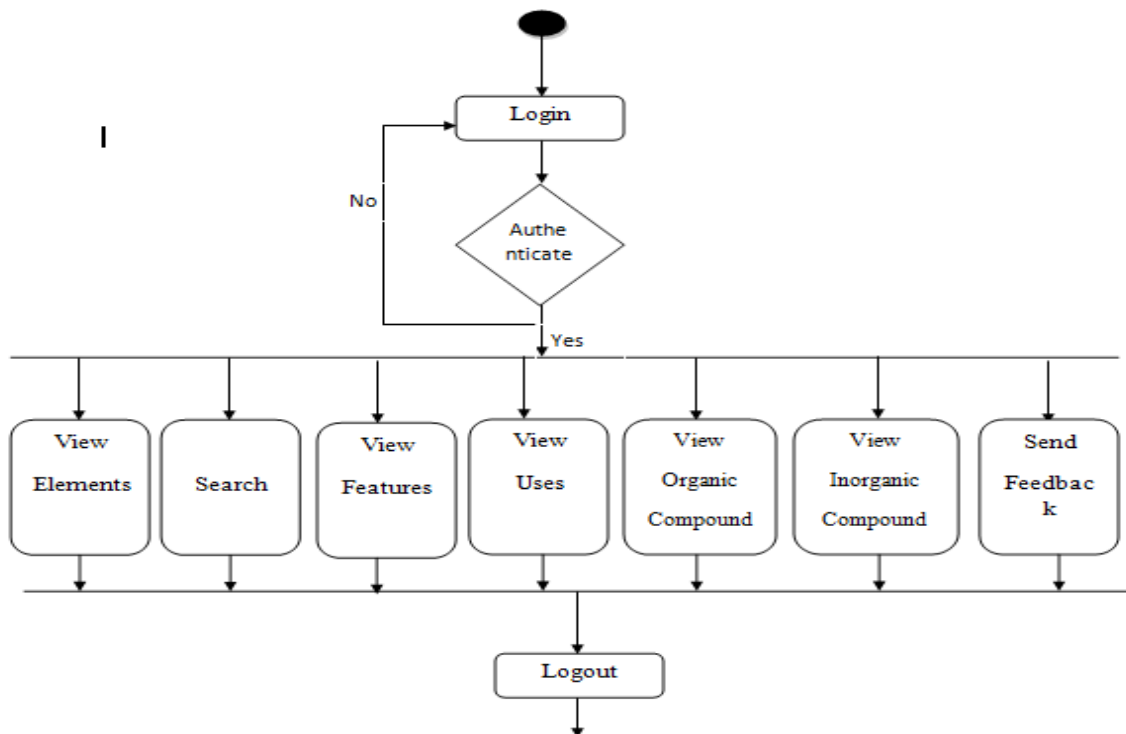 Login
I
No
Authe
nticate
Yes
View
Elements
Search
View
Features
View
Uses
View
Organic
Compound
View
Inorganic
Compound
Send
Feedbac
k
Logout